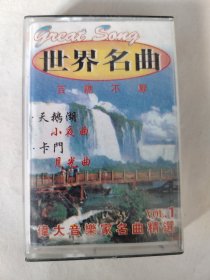 Great Song
世界名曲
百聽不厭
·天鵝湖
小夜曲
·卡門
月光曲
VOL.1
偉大音樂家名曲精選